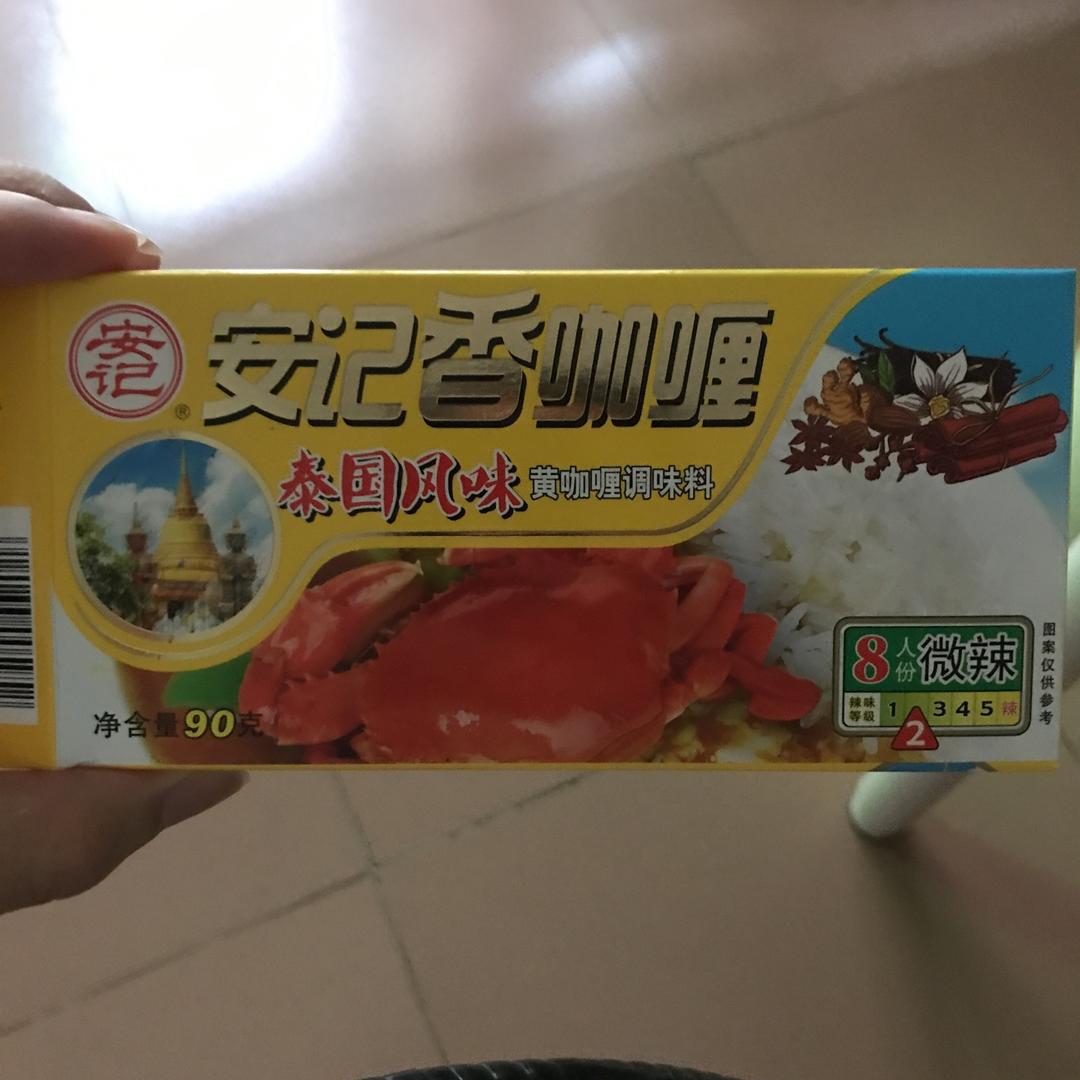 安记
®
安记香咖喱
泰国风味 黄咖喱调味料
净含量90克
8人份 微辣
辣味等级 1 2 3 4 5 辣
图案仅供参考